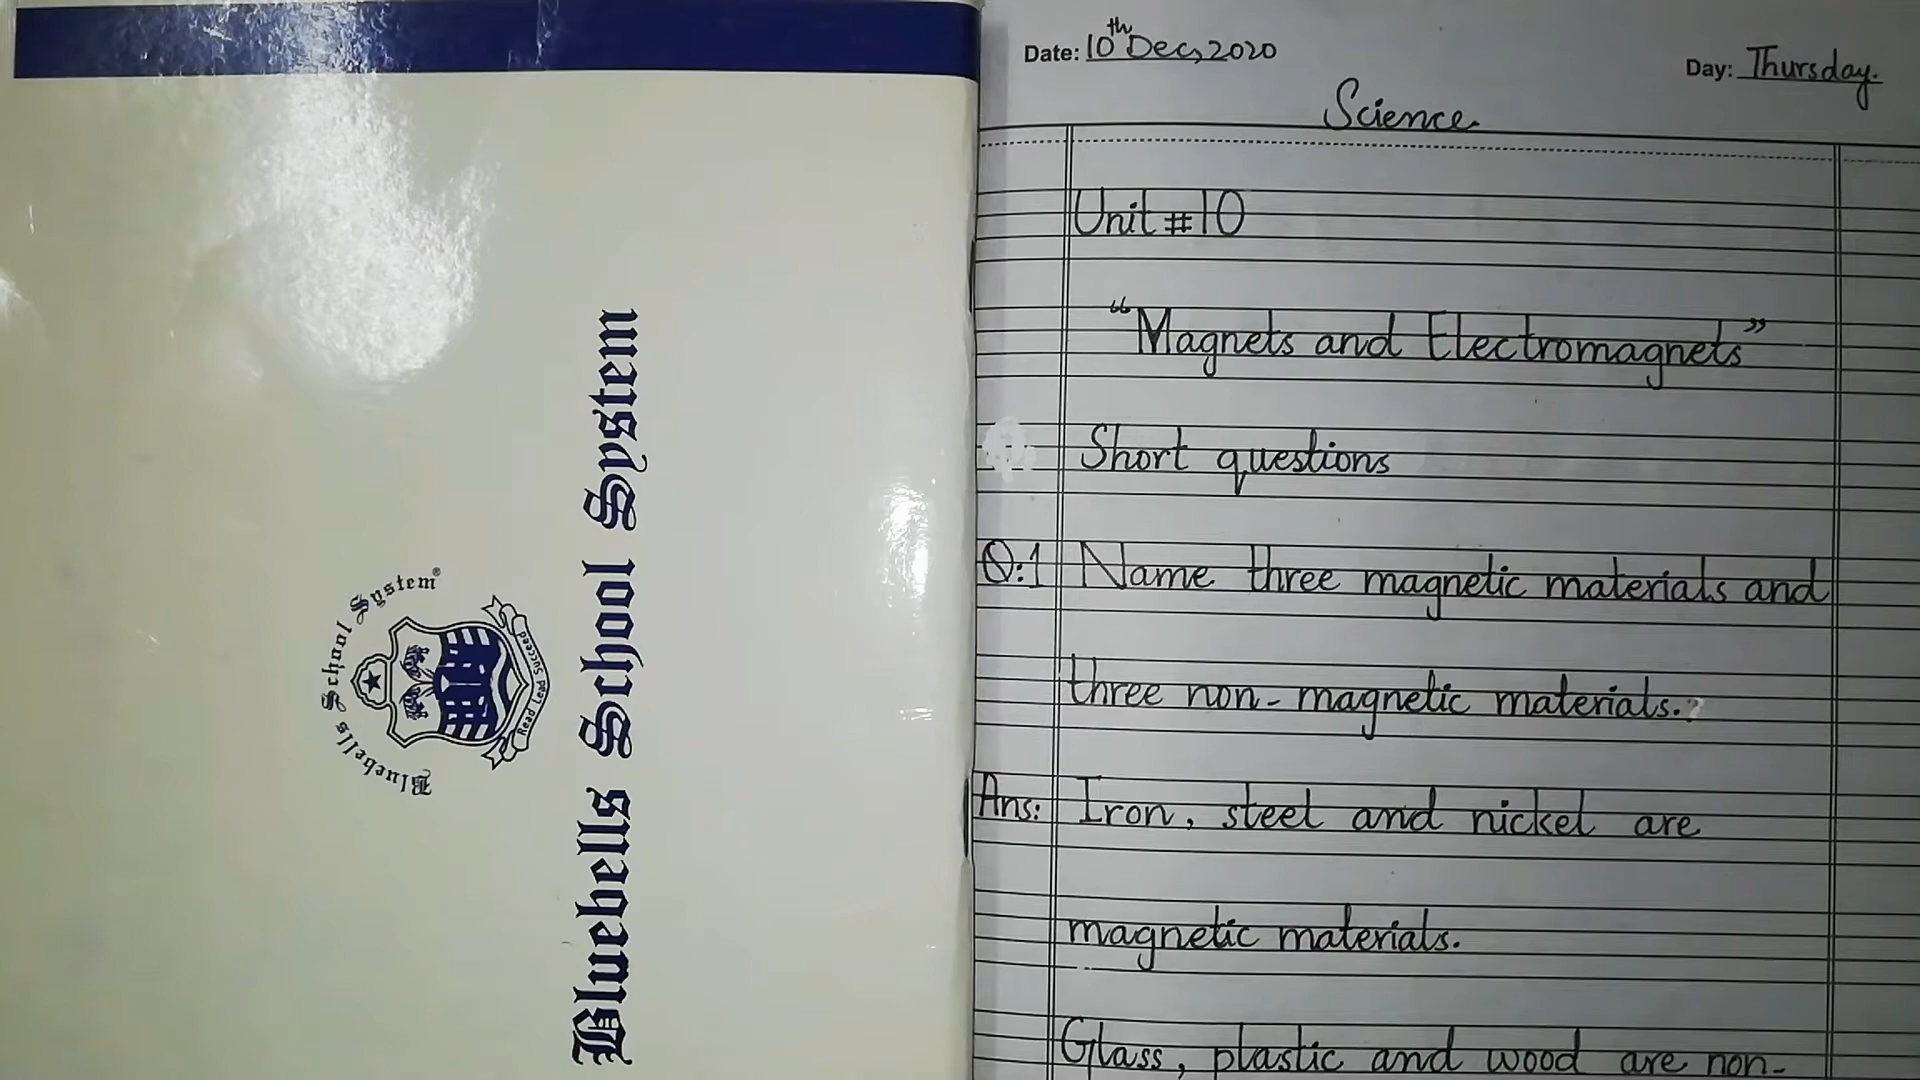 Bluebells School System
Bluebells School System®
Read Lead Succeed
Date: 10th Dec, 2020
Day: Thursday.
Science
Unit #10
"Magnets and Electromagnets"
Short questions
Q:1 Name three magnetic materials and
three non-magnetic materials.?
Ans: Iron, steel and nickel are
magnetic materials.
Glass, plastic and wood are non-